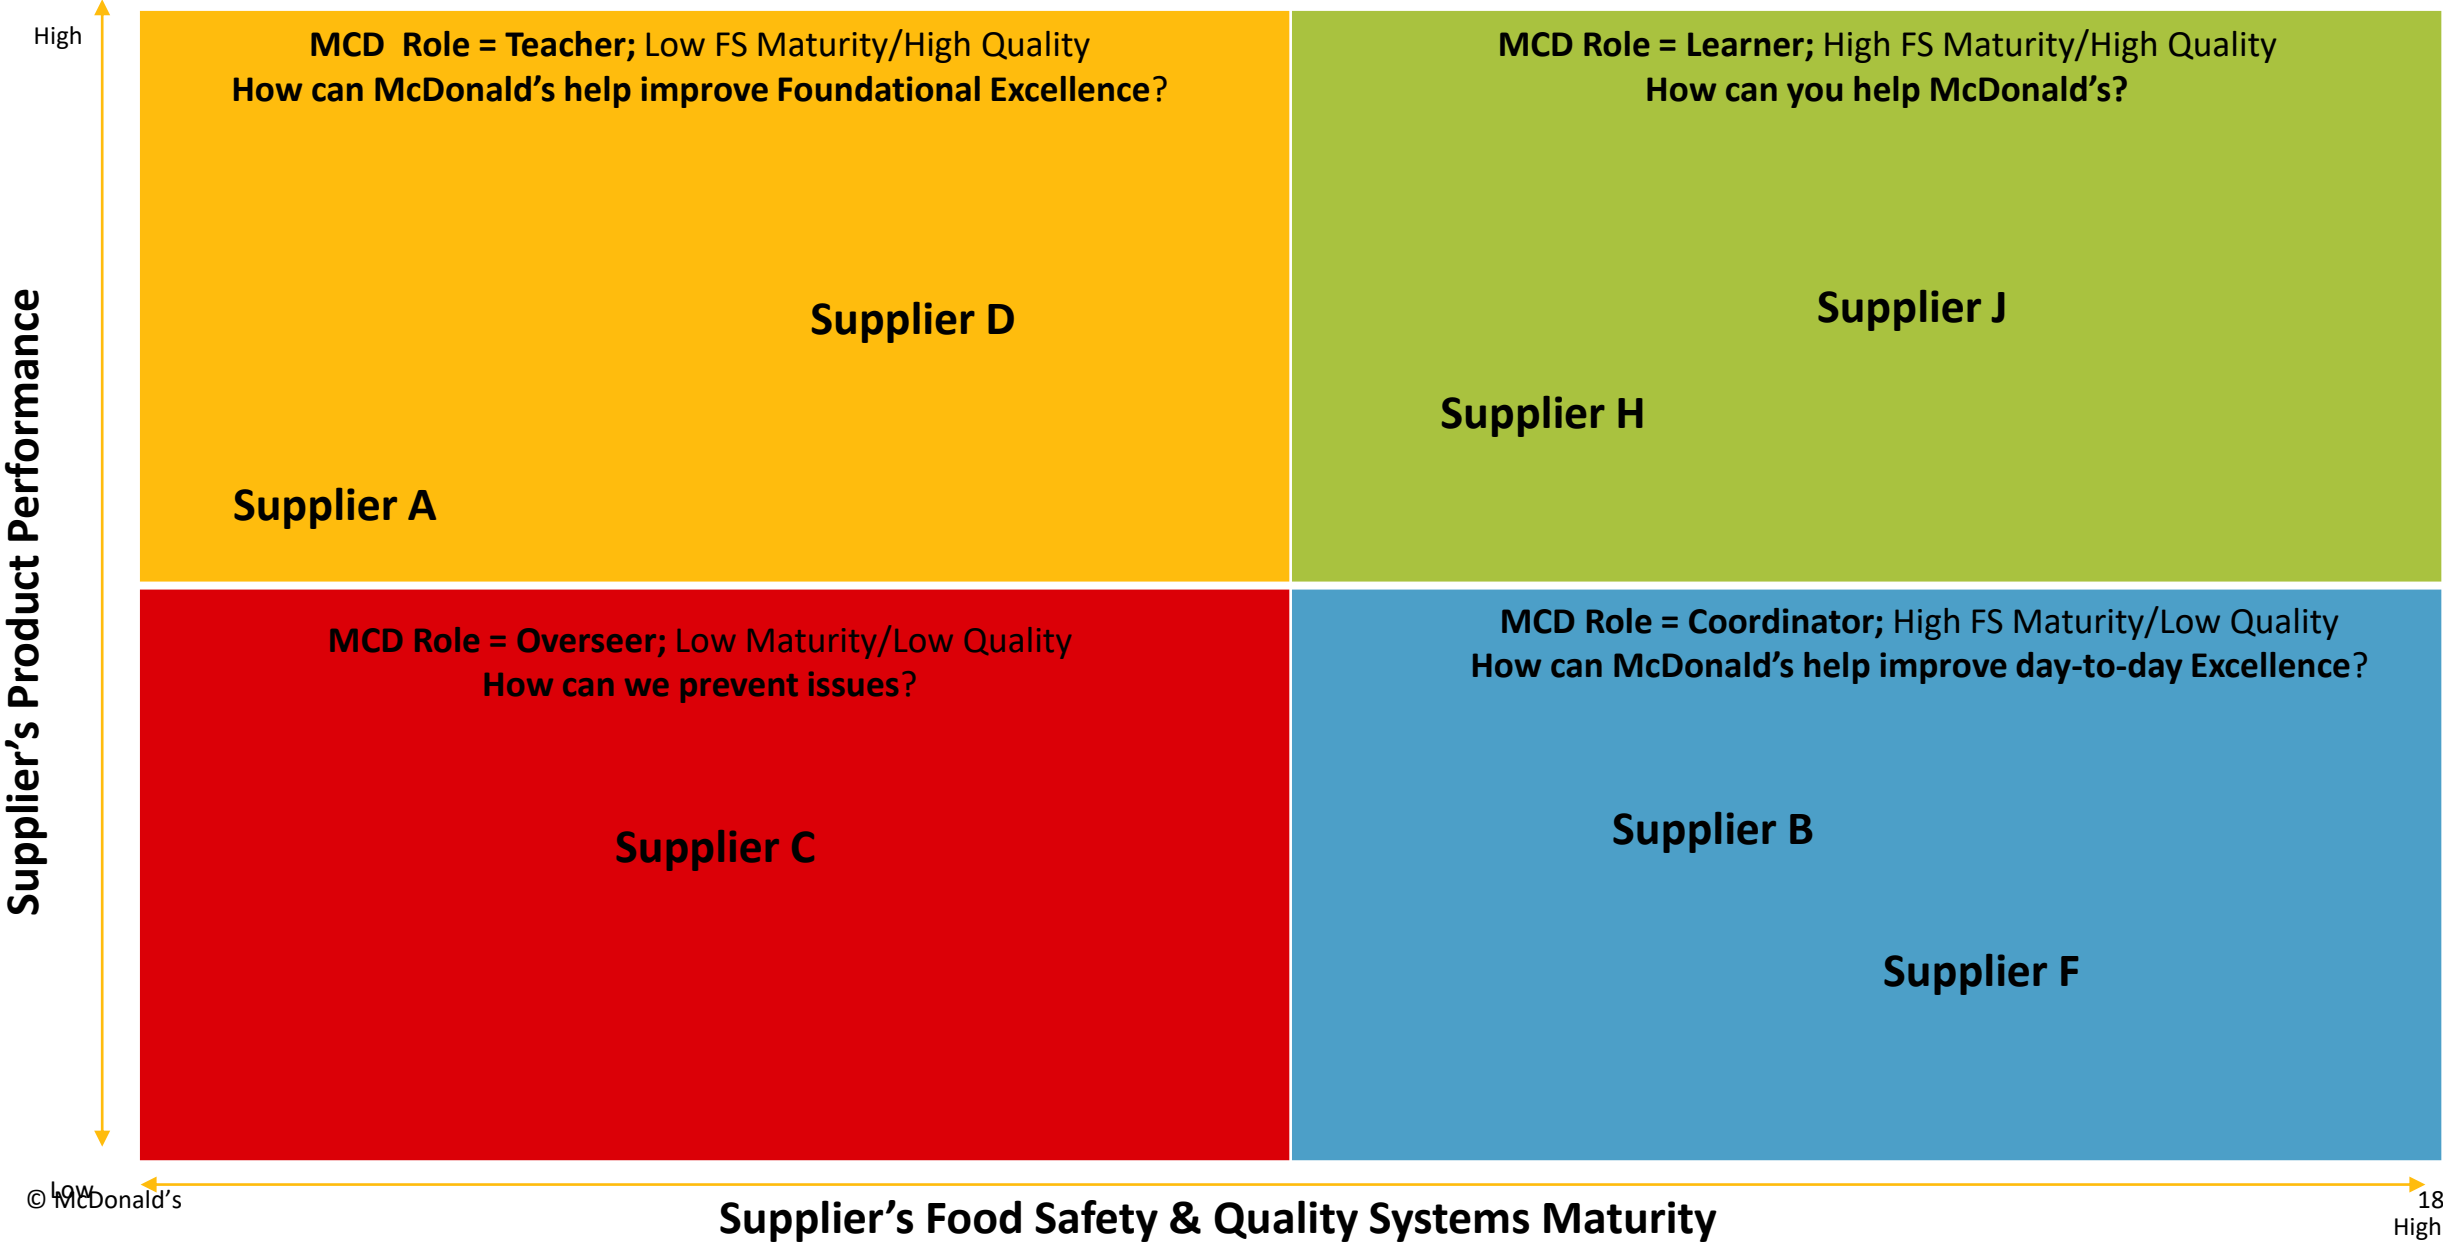 High
MCD  Role = Teacher; Low FS Maturity/High Quality
How can McDonald’s help improve Foundational Excellence?
MCD Role = Learner; High FS Maturity/High Quality
How can you help McDonald’s?
Supplier D
Supplier J
Supplier H
Supplier A
Supplier’s Product Performance
MCD Role = Overseer; Low Maturity/Low Quality
How can we prevent issues?
MCD Role = Coordinator; High FS Maturity/Low Quality
How can McDonald’s help improve day-to-day Excellence?
Supplier B
Supplier C
Supplier F
Low
© McDonald’s
Supplier’s Food Safety & Quality Systems Maturity
18
High